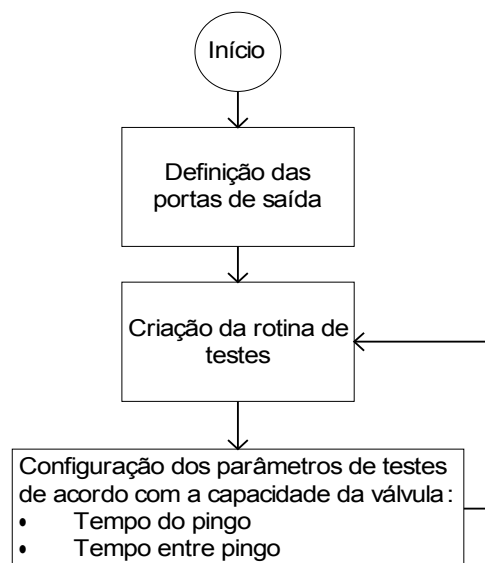 Início
Definição das
portas de saída
Criação da rotina de
testes
Configuração dos parâmetros de testes
de acordo com a capacidade da válvula:
• Tempo do pingo
• Tempo entre pingo